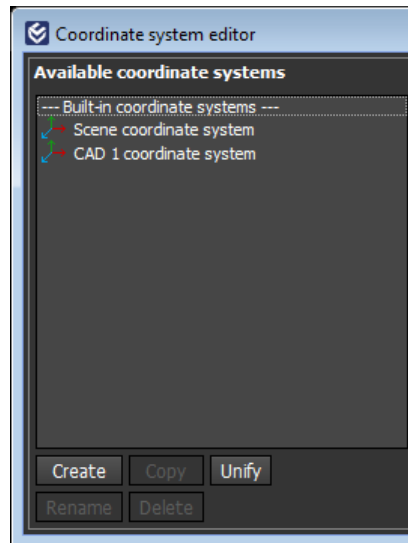 Coordinate system editor
Available coordinate systems
--- Built-in coordinate systems ---
Scene coordinate system
CAD 1 coordinate system
Create Copy Unify
Rename Delete